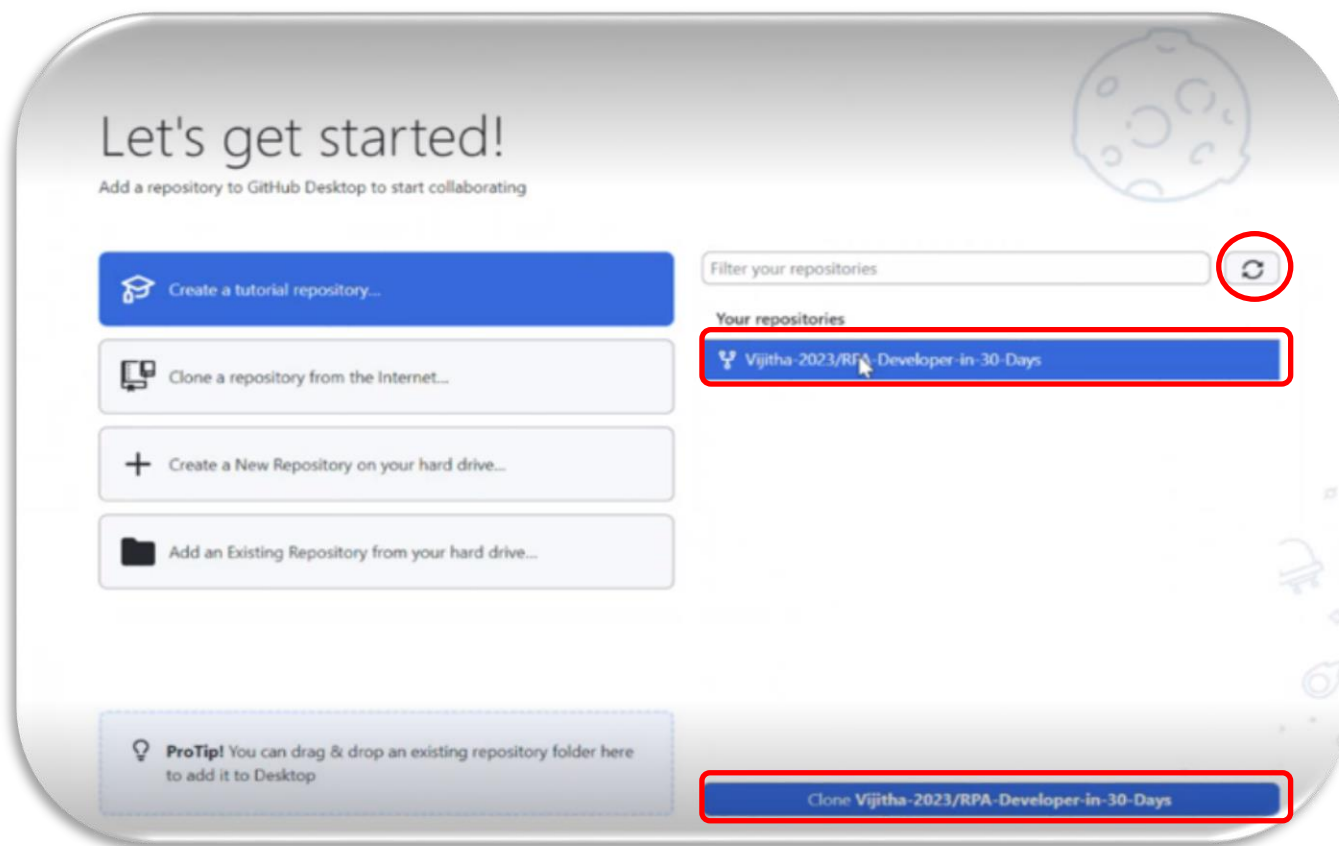 Let's get started!
Add a repository to GitHub Desktop to start collaborating
Create a tutorial repository...
Clone a repository from the Internet...
Create a New Repository on your hard drive...
Add an Existing Repository from your hard drive...
ProTip! You can drag & drop an existing repository folder here
to add it to Desktop
Filter your repositories
Your repositories
Vijitha-2023/RPA-Developer-in-30-Days
Clone Vijitha-2023/RPA-Developer-in-30-Days